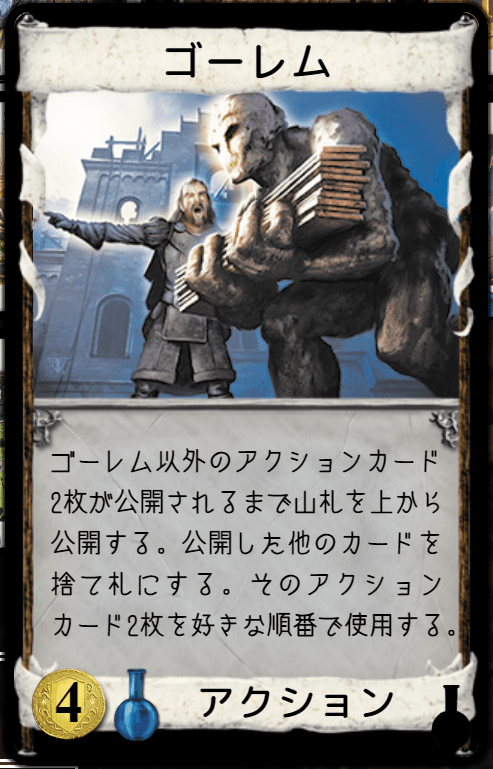 ゴーレム
ゴーレム以外のアクションカード
2枚が公開されるまで山札を上から
公開する。公開した他のカードを
捨て札にする。そのアクション
カード2枚を好きな順番で使用する。
4
アクション